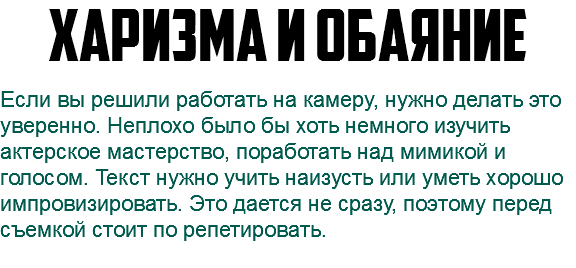 ХАРИЗМА И ОБАЯНИЕ
Если вы решили работать на камеру, нужно делать это
уверенно. Неплохо было бы хоть немного изучить
актерское мастерство, поработать над мимикой и
голосом. Текст нужно учить наизусть или уметь хорошо
импровизировать. Это дается не сразу, поэтому перед
съемкой стоит по репетировать.